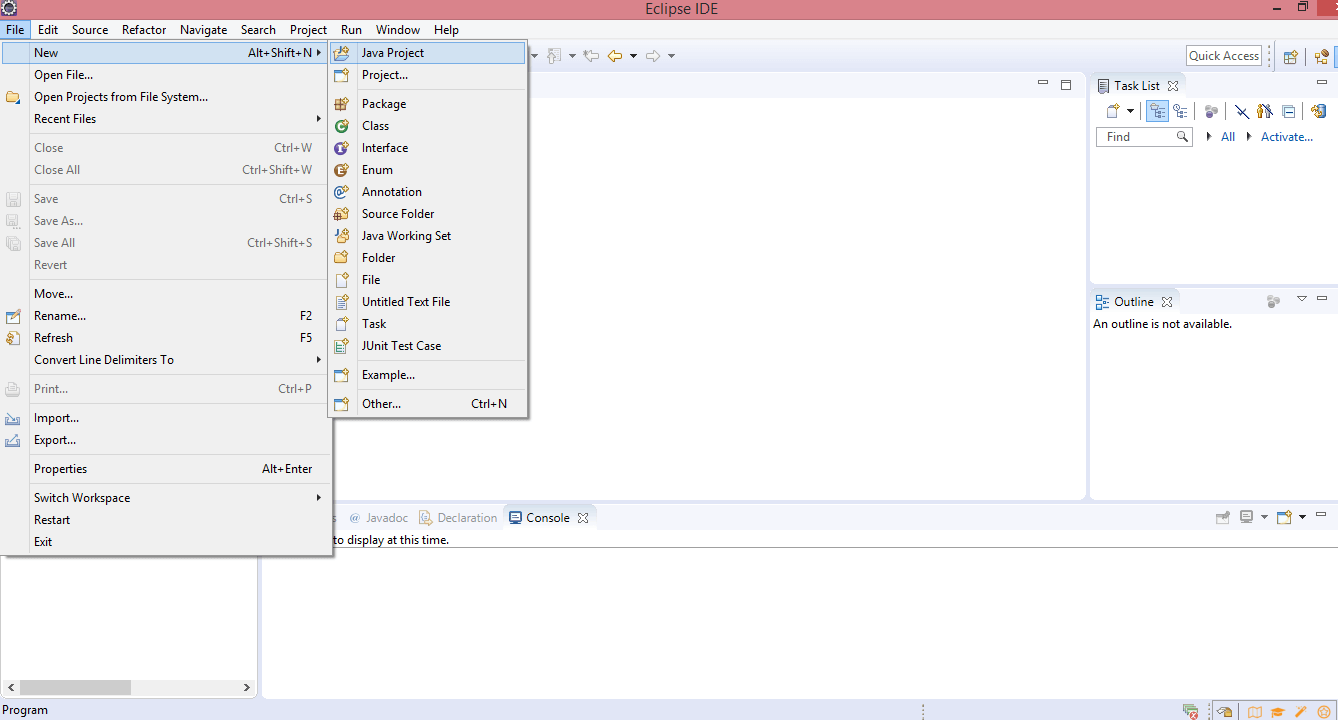 Eclipse IDE
File Edit Source Refactor Navigate Search Project Run Window Help
New Alt+Shift+N
Open File...
Open Projects from File System...
Recent Files
Close Ctrl+W
Close All Ctrl+Shift+W
Save Ctrl+S
Save As...
Save All Ctrl+Shift+S
Revert
Move...
Rename... F2
Refresh F5
Convert Line Delimiters To
Print... Ctrl+P
Import...
Export...
Properties Alt+Enter
Switch Workspace
Restart
Exit
Java Project
Project...
Package
Class
Interface
Enum
Annotation
Source Folder
Java Working Set
Folder
File
Untitled Text File
Task
JUnit Test Case
Example...
Other... Ctrl+N
Quick Access
Task List
Find All Activate...
Outline
An outline is not available.
@ Javadoc Declaration Console
to display at this time.
Program